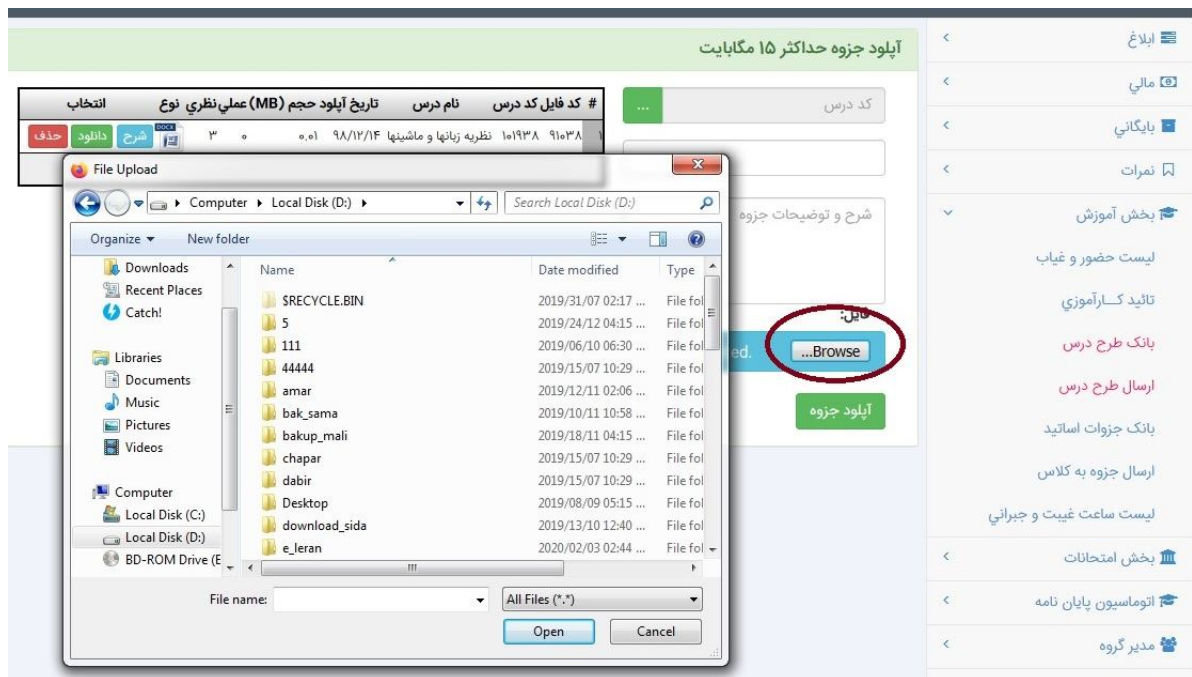 آپلود جزوه حداکثر ۱۵ مگابایت
کد درس
...
# کد فایل کد درس نام درس تاریخ آپلود حجم (MB) عملي نظري نوع انتخاب
۱ ۹۱۰۳۸ ۱۰۱۹۳۸ نظریه زبانها و ماشینها ۹۸/۱۲/۱۴ ۰.۰۱ ۰ ۳ DOCX شرح دانلود حذف
شرح و توضیحات جزوه
فایل:
Browse...
ed.
آپلود جزوه
ابلاغ
مالي
بایگاني
نمرات
بخش آموزش
لیست حضور و غیاب
تائید کــارآموزي
بانک طرح درس
ارسال طرح درس
بانک جزوات اساتید
ارسال جزوه به کلاس
لیست ساعت غیبت و جبراني
بخش امتحانات
اتوماسیون پایان نامه
مدیر گروه
File Upload
Computer Local Disk (D:)
Search Local Disk (D:)
Organize New folder
Downloads
Recent Places
Catch!
Libraries
Documents
Music
Pictures
Videos
Computer
Local Disk (C:)
Local Disk (D:)
BD-ROM Drive (E
Name Date modified Type
$RECYCLE.BIN 2019/31/07 02:17 ... File fol
5 2019/24/12 04:15 ... File fol
111 2019/06/10 06:30 ... File fol
44444 2019/15/07 10:29 ... File fol
amar 2019/12/11 02:06 ... File fol
bak_sama 2019/10/11 10:58 ... File fol
bakup_mali 2019/18/11 04:15 ... File fol
chapar 2019/15/07 10:29 ... File fol
dabir 2019/15/07 10:29 ... File fol
Desktop 2019/08/09 05:15 ... File fol
download_sida 2019/13/10 12:40 ... File fol
e_leran 2020/02/03 02:44 ... File fol
File name:
All Files (*.*)
Open Cancel